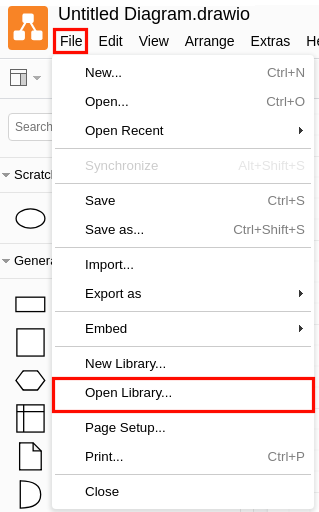 Untitled Diagram.drawio
File Edit View Arrange Extras He
New... Ctrl+N
Open... Ctrl+O
Open Recent
Search
Synchronize Alt+Shift+S
Scratc
Save Ctrl+S
Save as... Ctrl+Shift+S
Genera
Import...
Export as
Embed
New Library...
Open Library...
Page Setup...
Print... Ctrl+P
Close